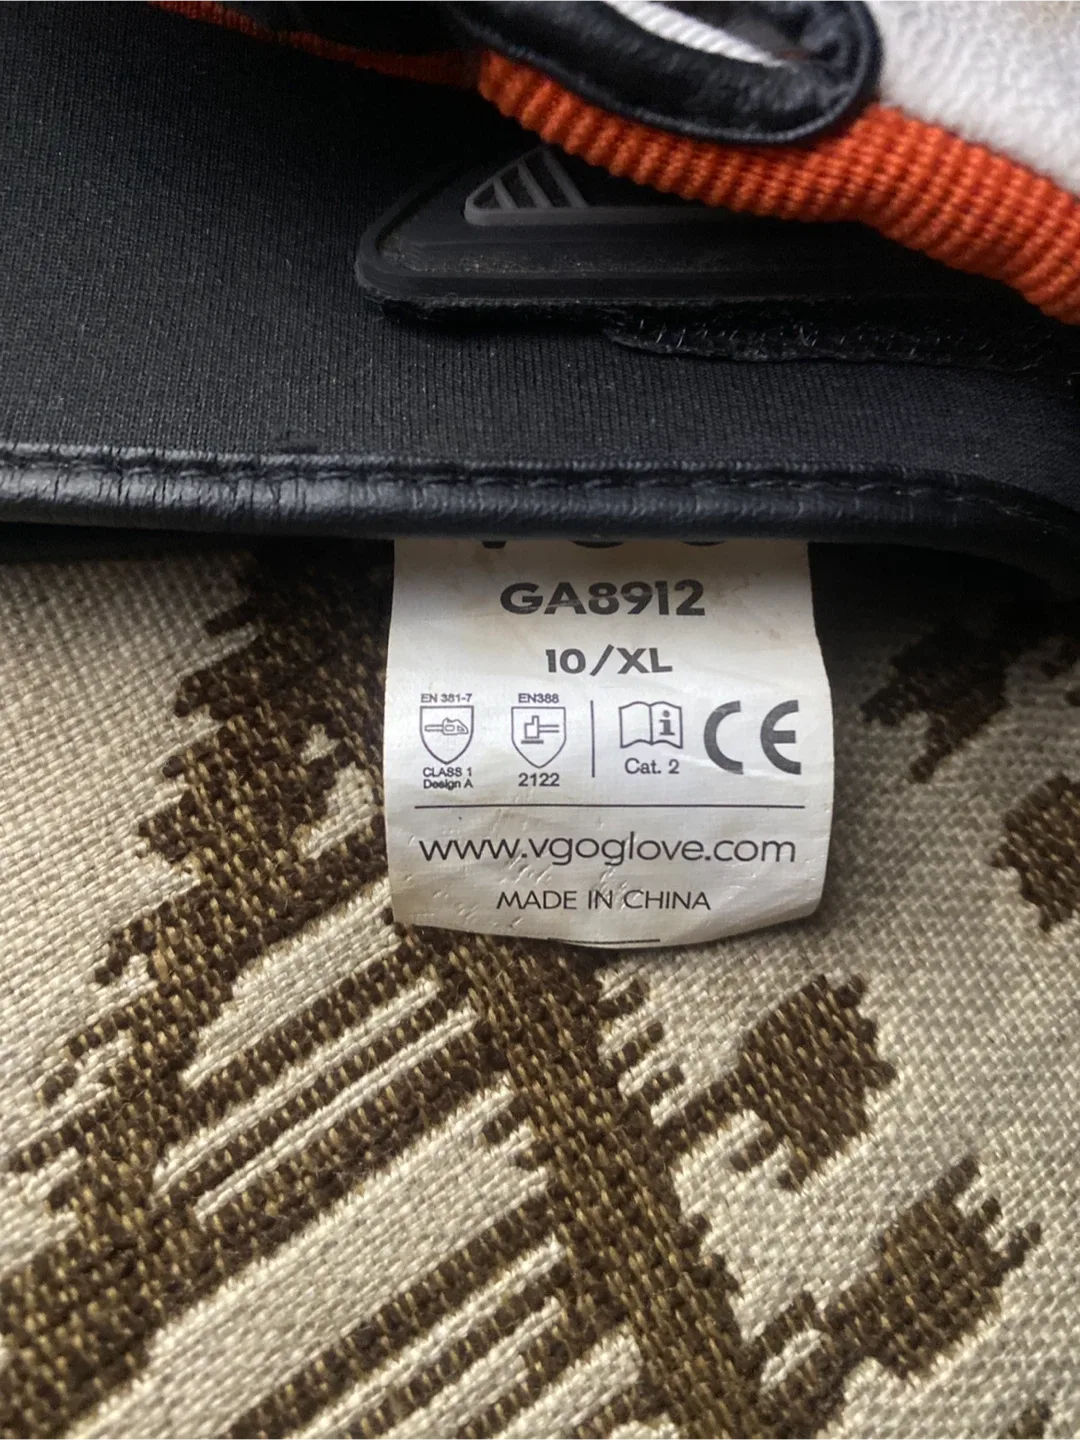 GA8912
10/XL
EN 381-7
CLASS 1
Design A
EN388
2122
Cat. 2
CE
www.vgoglove.com
MADE IN CHINA